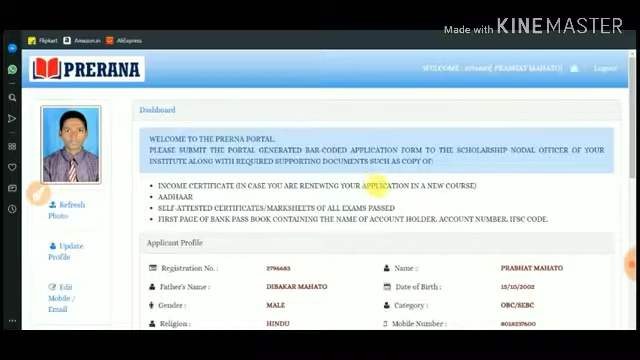 Made with KINEMASTER
Flipkart Amazon.in AliExpress
PRERANA
WELCOME : 2796683[ PRABHAT MAHATO] Logout
Dashboard
WELCOME TO THE PRERNA PORTAL.
PLEASE SUBMIT THE PORTAL GENERATED BAR-CODED APPLICATION FORM TO THE SCHOLARSHIP NODAL OFFICER OF YOUR
INSTITUTE ALONG WITH REQUIRED SUPPORTING DOCUMENTS SUCH AS COPY OF:
INCOME CERTIFICATE (IN CASE YOU ARE RENEWING YOUR APPLICATION IN A NEW COURSE)
AADHAAR
SELF-ATTESTED CERTIFICATES/MARKSHEETS OF ALL EXAMS PASSED
FIRST PAGE OF BANK PASS BOOK CONTAINING THE NAME OF ACCOUNT HOLDER, ACCOUNT NUMBER, IFSC CODE.
Refresh
Photo
Update
Profile
Edit
Mobile /
Email
Applicant Profile
Registration No. : 2796683 Name :: PRABHAT MAHATO
Father's Name : DIBAKAR MAHATO Date of Birth : 15/10/2002
Gender : MALE Category : OBC/SEBC
Religion : HINDU Mobile Number : 8018237600